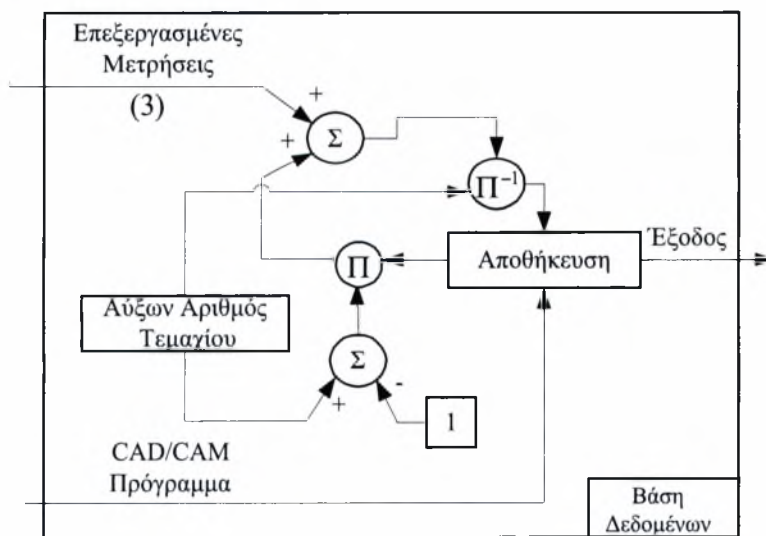 Επεξεργασμένες
Μετρήσεις
(3)
+
+
Σ
Π⁻¹
Έξοδος
Π
Αποθήκευση
Αύξων Αριθμός
Τεμαχίου
Σ
-
+
1
CAD/CAM
Πρόγραμμα
Βάση
Δεδομένων